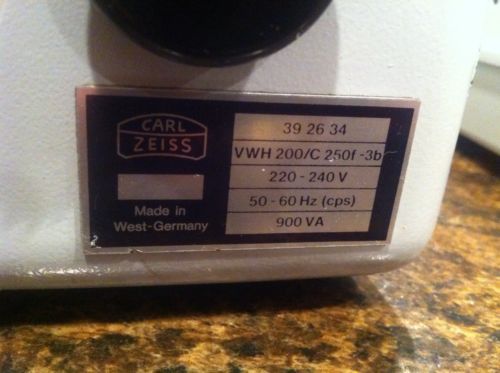 CARL
ZEISS
Made in
West-Germany
39 26 34
VWH 200/C 250f-3b
220-240 V
50-60 Hz (cps)
900 VA